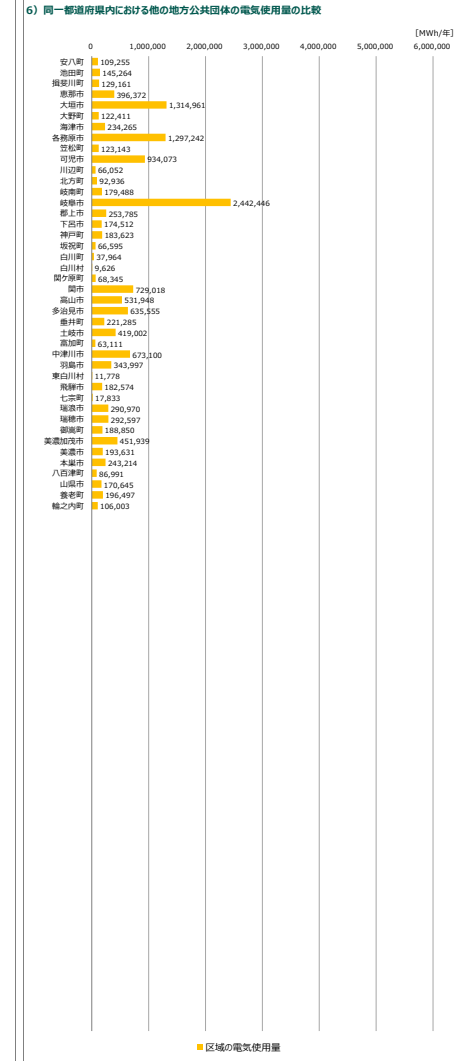 6）同一都道府県内における他の地方公共団体の電気使用量の比較
[MWh/年]
0 1,000,000 2,000,000 3,000,000 4,000,000 5,000,000 6,000,000
安八町 109,255
池田町 145,264
揖斐川町 129,161
恵那市 396,372
大垣市 1,314,961
大野町 122,411
海津市 234,265
各務原市 1,297,242
笠松町 123,143
可児市 934,073
川辺町 66,052
北方町 92,936
岐南町 179,488
岐阜市 2,442,446
郡上市 253,785
下呂市 174,512
神戸町 183,623
坂祝町 66,595
白川町 37,964
白川村 9,626
関ケ原町 68,345
関市 729,018
高山市 531,948
多治見市 635,555
垂井町 221,285
土岐市 419,002
富加町 63,111
中津川市 673,100
羽島市 343,997
東白川村 11,778
飛騨市 182,574
七宗町 17,833
瑞浪市 290,970
瑞穂市 292,597
御嵩町 188,850
美濃加茂市 451,939
美濃市 193,631
本巣市 243,214
八百津町 86,991
山県市 170,645
養老町 196,497
輪之内町 106,003
区域の電気使用量